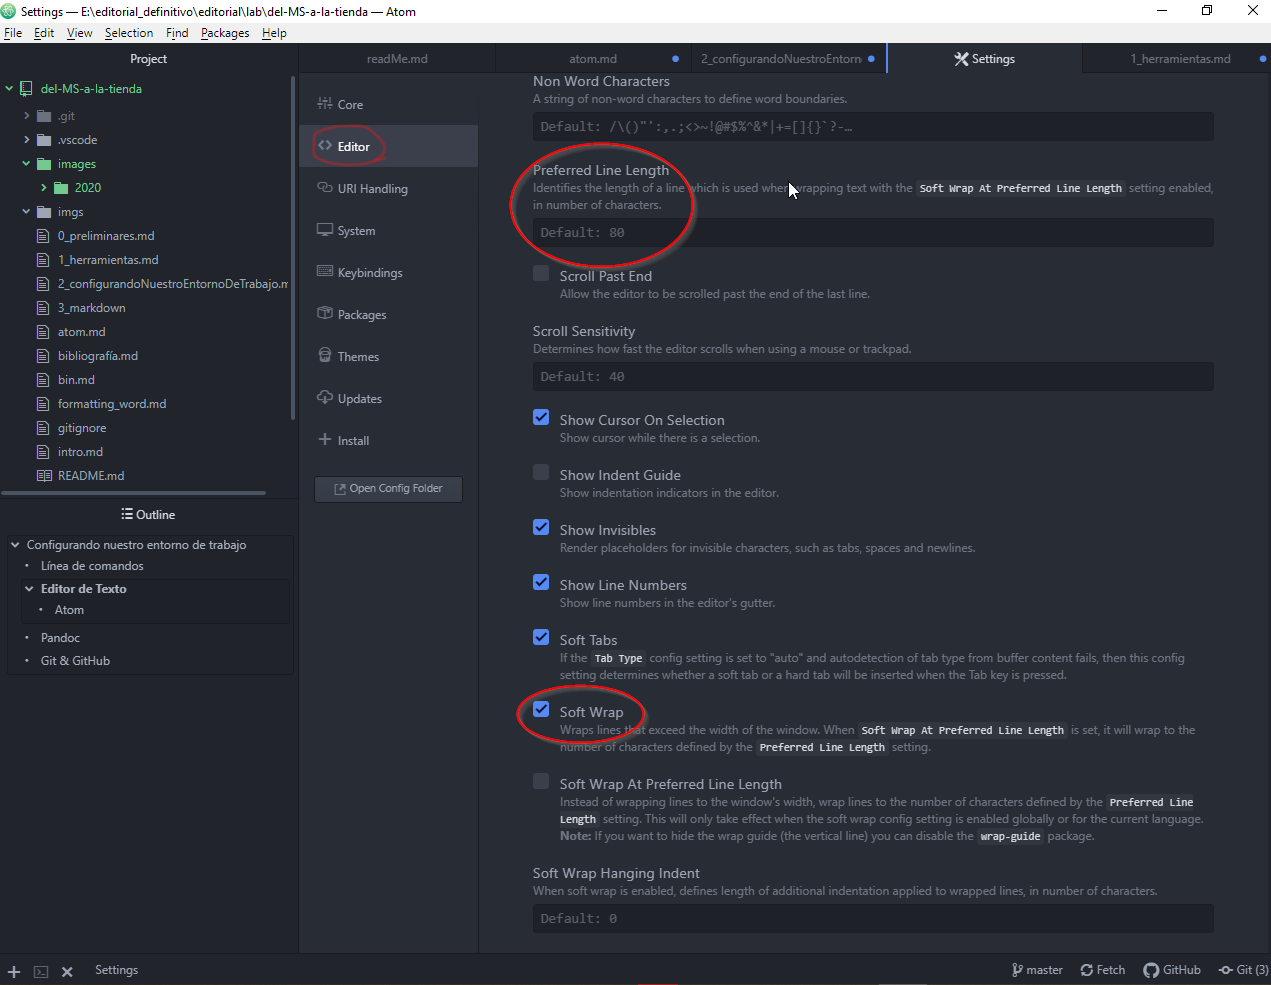 Settings — E:\editorial_definitivo\editorial\lab\del-MS-a-la-tienda — Atom
File Edit View Selection Find Packages Help
Project
readMe.md
atom.md
2_configurandoNuestroEntorn
Settings
1_herramientas.md
del-MS-a-la-tienda
.git
.vscode
images
2020
imgs
0_preliminares.md
1_herramientas.md
2_configurandoNuestroEntornoDeTrabajo.m
3_markdown
atom.md
bibliografía.md
bin.md
formatting_word.md
gitignore
intro.md
README.md
Outline
Configurando nuestro entorno de trabajo
Línea de comandos
Editor de Texto
Atom
Pandoc
Git & GitHub
Core
Editor
URI Handling
System
Keybindings
Packages
Themes
Updates
Install
Open Config Folder
Non Word Characters
A string of non-word characters to define word boundaries.
Default: /\()"':,.;<>~!@#$%^&*|+=[]{}`?-…
Preferred Line Length
Identifies the length of a line which is used when wrapping text with the Soft Wrap At Preferred Line Length setting enabled,
in number of characters.
Default: 80
Scroll Past End
Allow the editor to be scrolled past the end of the last line.
Scroll Sensitivity
Determines how fast the editor scrolls when using a mouse or trackpad.
Default: 40
Show Cursor On Selection
Show cursor while there is a selection.
Show Indent Guide
Show indentation indicators in the editor.
Show Invisibles
Render placeholders for invisible characters, such as tabs, spaces and newlines.
Show Line Numbers
Show line numbers in the editor's gutter.
Soft Tabs
If the Tab Type config setting is set to "auto" and autodetection of tab type from buffer content fails, then this config
setting determines whether a soft tab or a hard tab will be inserted when the Tab key is pressed.
Soft Wrap
Wraps lines that exceed the width of the window. When Soft Wrap At Preferred Line Length is set, it will wrap to the
number of characters defined by the Preferred Line Length setting.
Soft Wrap At Preferred Line Length
Instead of wrapping lines to the window's width, wrap lines to the number of characters defined by the Preferred Line
Length setting. This will only take effect when the soft wrap config setting is enabled globally or for the current language.
Note: If you want to hide the wrap guide (the vertical line) you can disable the wrap-guide package.
Soft Wrap Hanging Indent
When soft wrap is enabled, defines length of additional indentation applied to wrapped lines, in number of characters.
Default: 0
Settings
master Fetch GitHub Git (3)